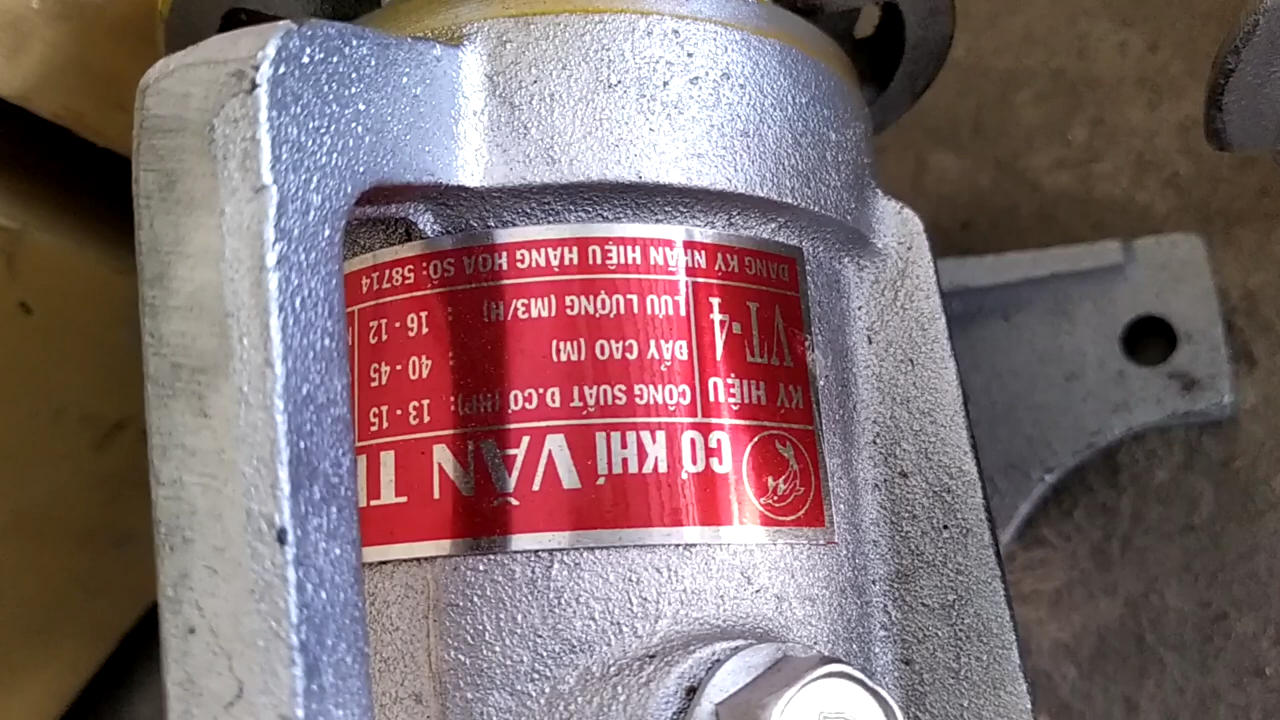 CƠ KHÍ VĂN
KÝ HIỆU CÔNG SUẤT Đ.CƠ (HP): 13 - 15
VT-4 ĐẨY CAO (M) : 40 - 45
LƯU LƯỢNG (M3/H) : 16 - 12
ĐĂNG KÝ NHÃN HIỆU HÀNG HÓA SỐ: 58714